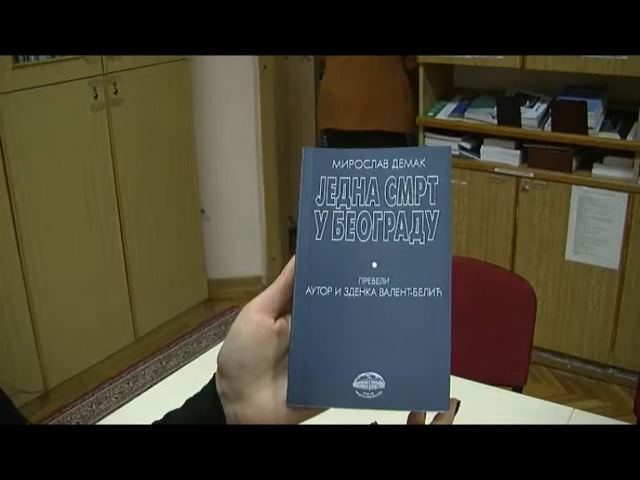 МИРОСЛАВ ДЕМАК
ЈЕДНА СМРТ
У БЕОГРАДУ
ПРЕВЕЛИ
АУТОР И ЗДЕНКА ВАЛЕНТ-БЕЛИЋ